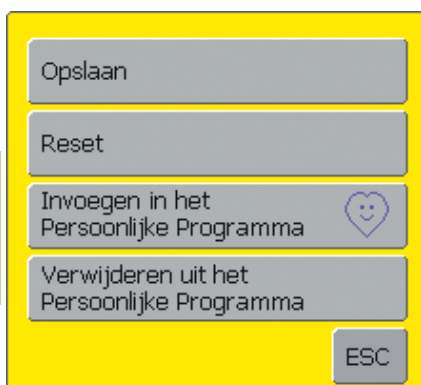 Opslaan
Reset
Invoegen in het
Persoonlijke Programma
Verwijderen uit het
Persoonlijke Programma
ESC